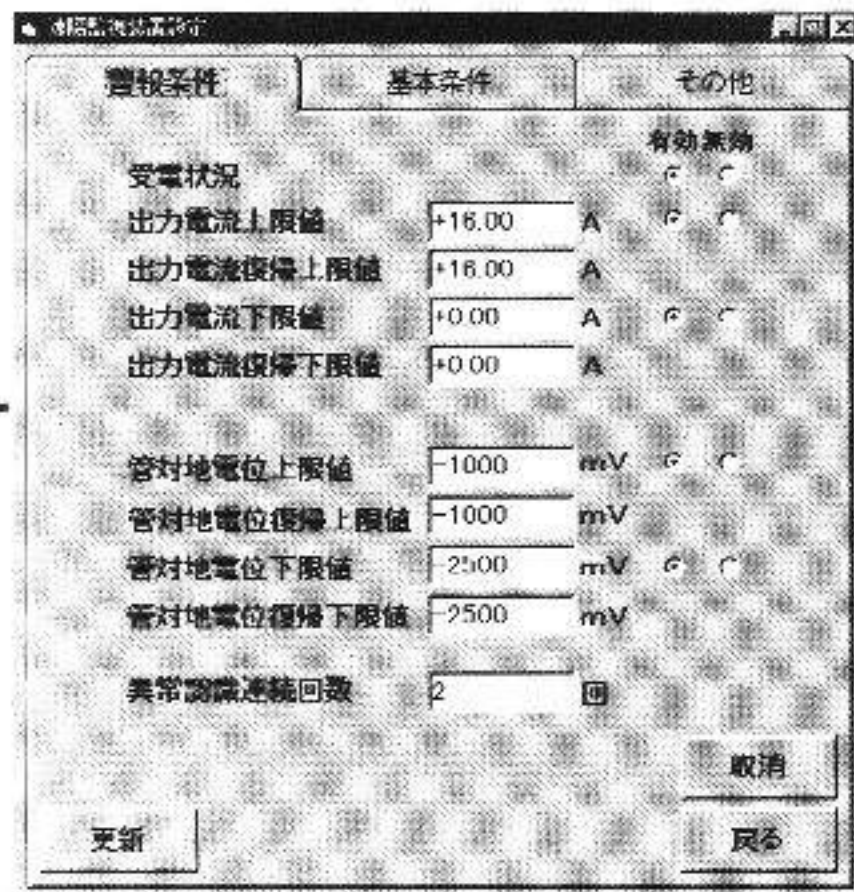 警報条件 基本条件 その他
有効 無効
受電状況
出力電流上限値 +16.00 A
出力電流復帰上限値 +16.00 A
出力電流下限値 +0.00 A
出力電流復帰下限値 +0.00 A
管対地電位上限値 -1000 mV
管対地電位復帰上限値 -1000 mV
管対地電位下限値 -2500 mV
管対地電位復帰下限値 -2500 mV
異常認識連続回数 2 回
取消
更新 戻る